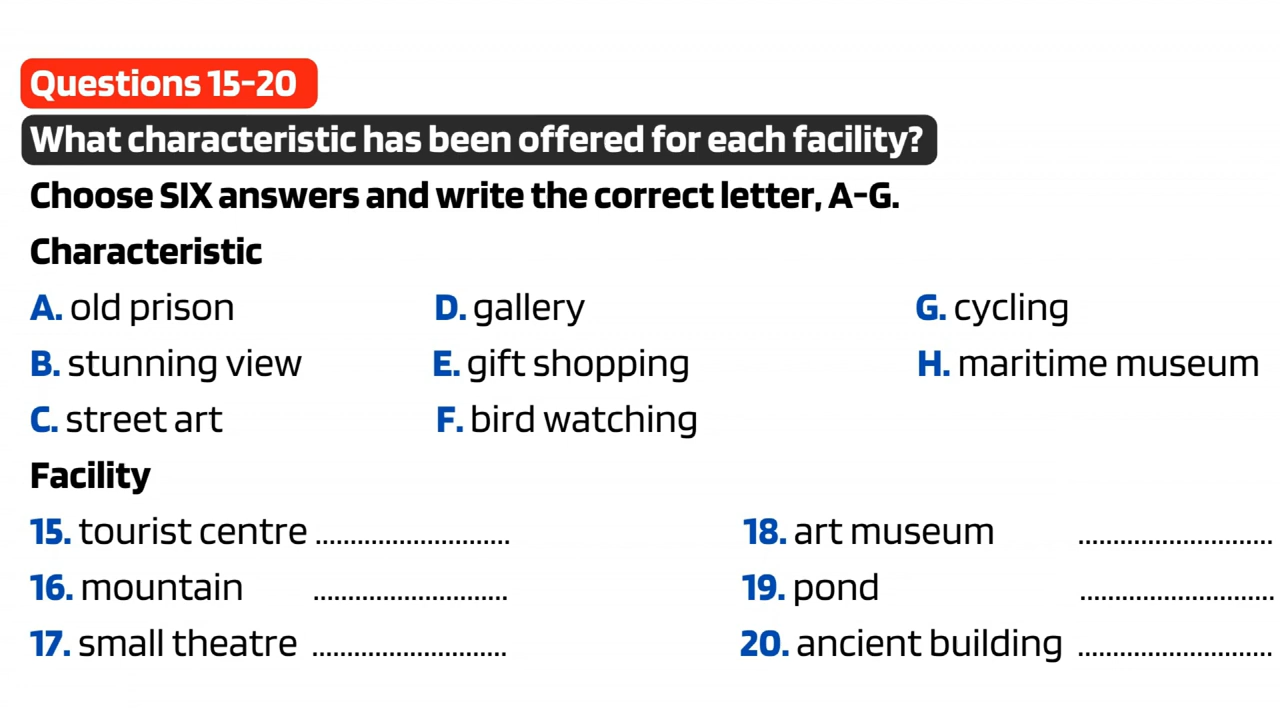 Questions 15-20
What characteristic has been offered for each facility?
Choose SIX answers and write the correct letter, A-G.
Characteristic
A. old prison D. gallery G. cycling
B. stunning view E. gift shopping H. maritime museum
C. street art F. bird watching
Facility
15. tourist centre ............................ 18. art museum ............................
16. mountain ............................ 19. pond ............................
17. small theatre ............................ 20. ancient building ............................